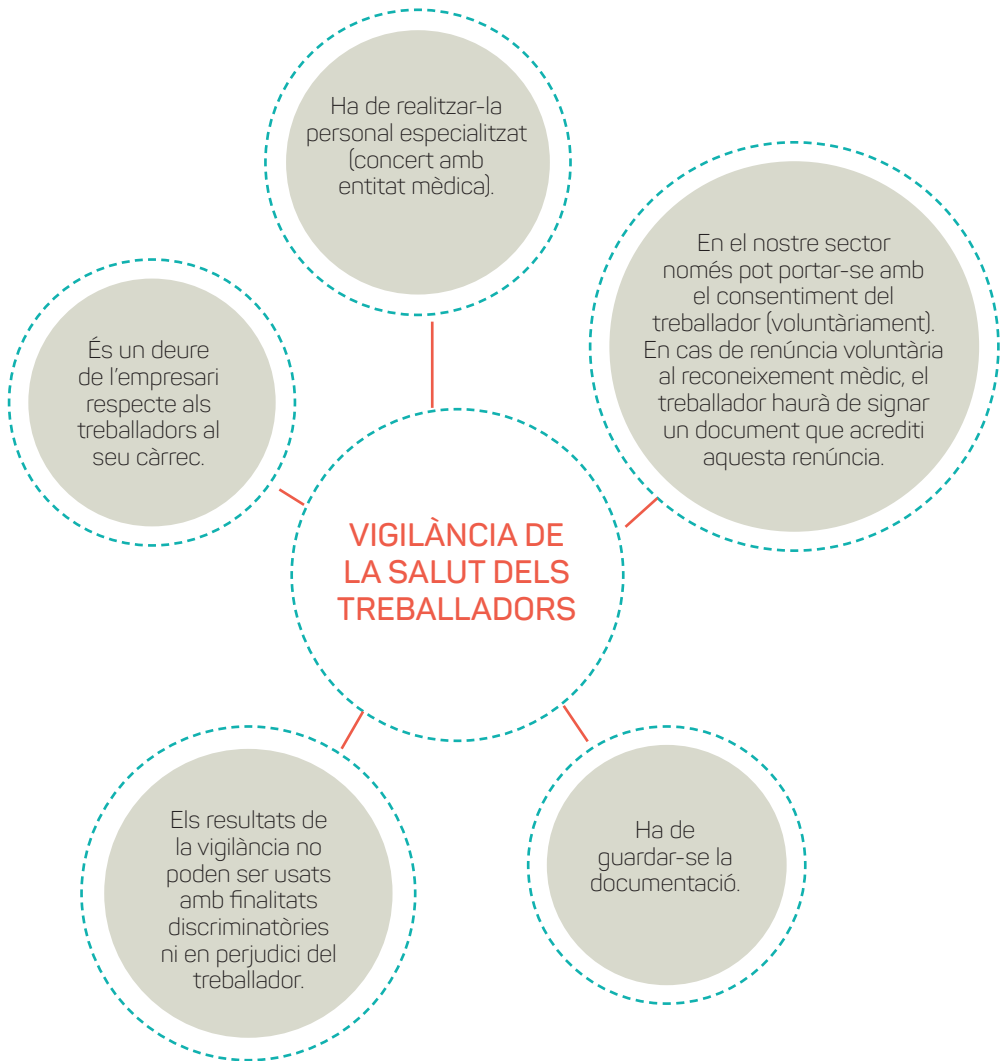 Ha de realitzar-la
personal especialitzat
(concert amb
entitat mèdica).
En el nostre sector
només pot portar-se amb
el consentiment del
treballador (voluntàriament).
En cas de renúncia voluntària
al reconeixement mèdic, el
treballador haurà de signar
un document que acrediti
aquesta renúncia.
És un deure
de l'empresari
respecte als
treballadors al
seu càrrec.
VIGILÀNCIA DE
LA SALUT DELS
TREBALLADORS
Els resultats de
la vigilància no
poden ser usats
amb finalitats
discriminatòries
ni en perjudici del
treballador.
Ha de
guardar-se la
documentació.